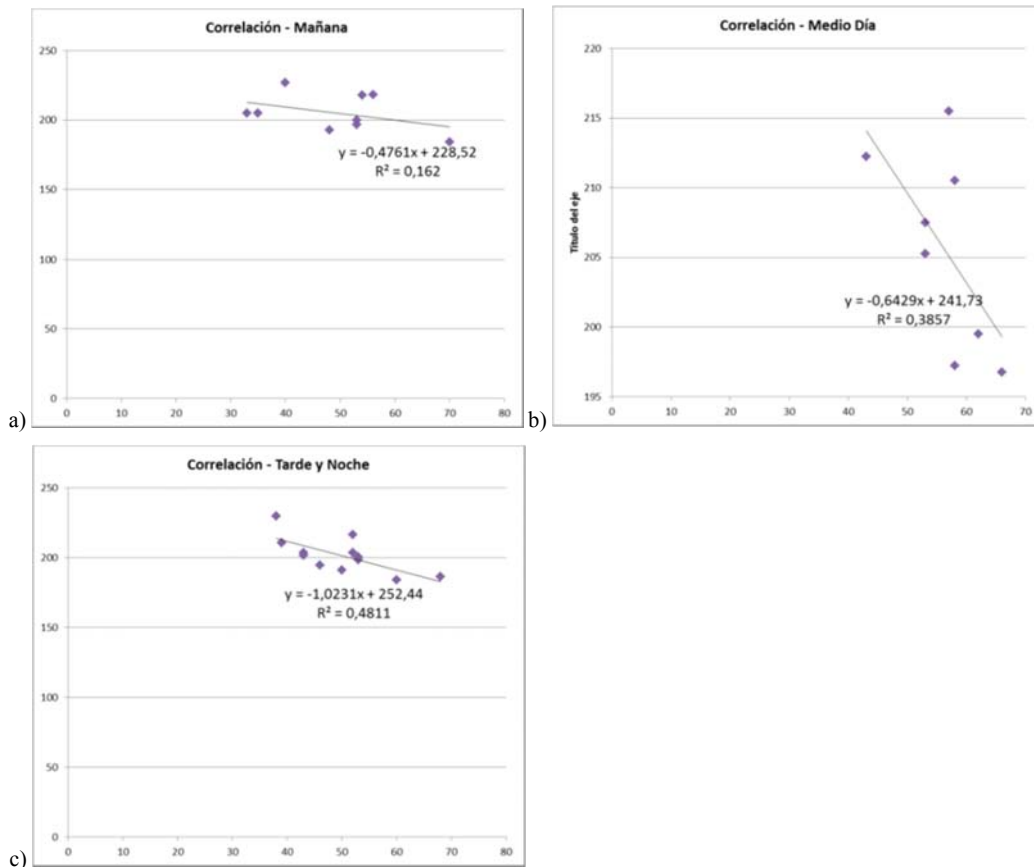 Correlación - Mañana
250
200
150
100
50
0
y = -0,4761x + 228,52
R² = 0,162
0 10 20 30 40 50 60 70 80
a)
Correlación - Medio Día
220
215
210
205
200
195
Título del eje
y = -0,6429x + 241,73
R² = 0,3857
0 10 20 30 40 50 60 70
b)
Correlación - Tarde y Noche
250
200
150
100
50
0
y = -1,0231x + 252,44
R² = 0,4811
0 10 20 30 40 50 60 70 80
c)